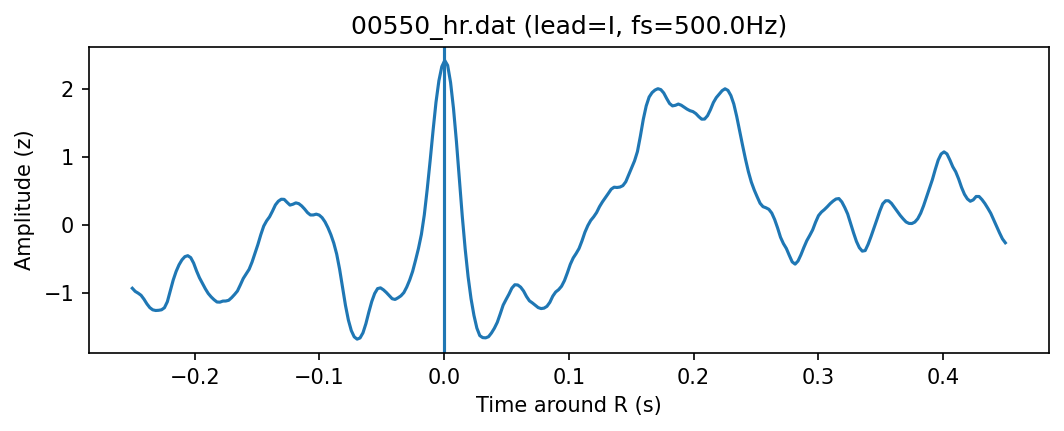 00550_hr.dat (lead=I, fs=500.0Hz)
Amplitude (z)
2
1
0
−1
−0.2 −0.1 0.0 0.1 0.2 0.3 0.4
Time around R (s)